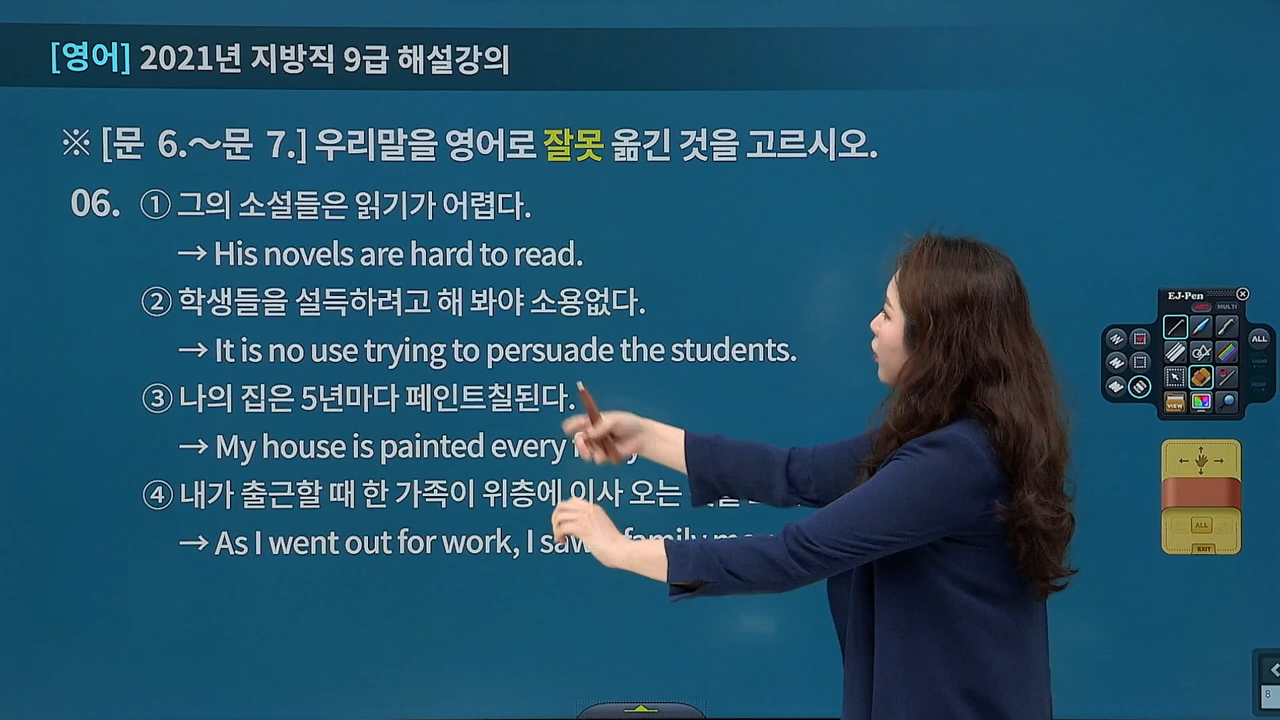 [영어] 2021년 지방직 9급 해설강의
※ [문 6.～문 7.] 우리말을 영어로 잘못 옮긴 것을 고르시오.
06. ① 그의 소설들은 읽기가 어렵다.
→ His novels are hard to read.
② 학생들을 설득하려고 해 봐야 소용없다.
→ It is no use trying to persuade the students.
③ 나의 집은 5년마다 페인트칠된다.
→ My house is painted every
④ 내가 출근할 때 한 가족이 위층에 이사 오는
→ As I went out for work, I saw family
EJ-Pen
MULTI
ALL
VIEW
ALL
EXIT
8